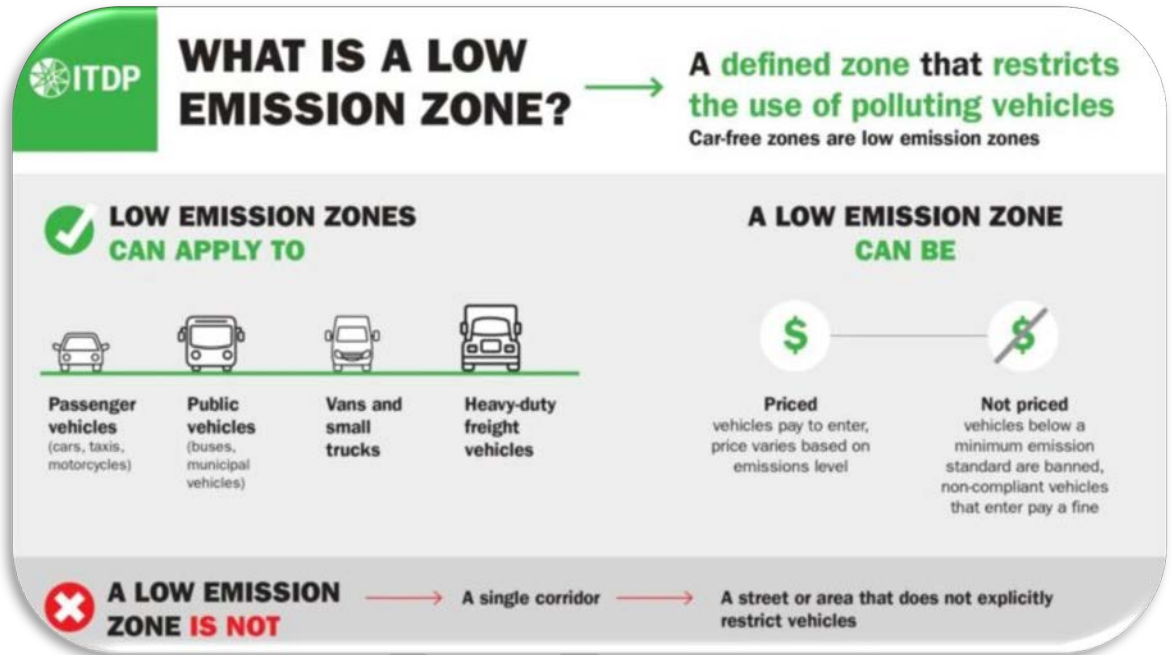 ITDP
WHAT IS A LOW
EMISSION ZONE?
A defined zone that restricts
the use of polluting vehicles
Car-free zones are low emission zones
LOW EMISSION ZONES
CAN APPLY TO
Passenger
vehicles
(cars, taxis,
motorcycles)
Public
vehicles
(buses,
municipal
vehicles)
Vans and
small
trucks
Heavy-duty
freight
vehicles
A LOW EMISSION ZONE
CAN BE
$
$
Priced
vehicles pay to enter,
price varies based on
emissions level
Not priced
vehicles below a
minimum emission
standard are banned,
non-compliant vehicles
that enter pay a fine
A LOW EMISSION
ZONE IS NOT
A single corridor
A street or area that does not explicitly
restrict vehicles